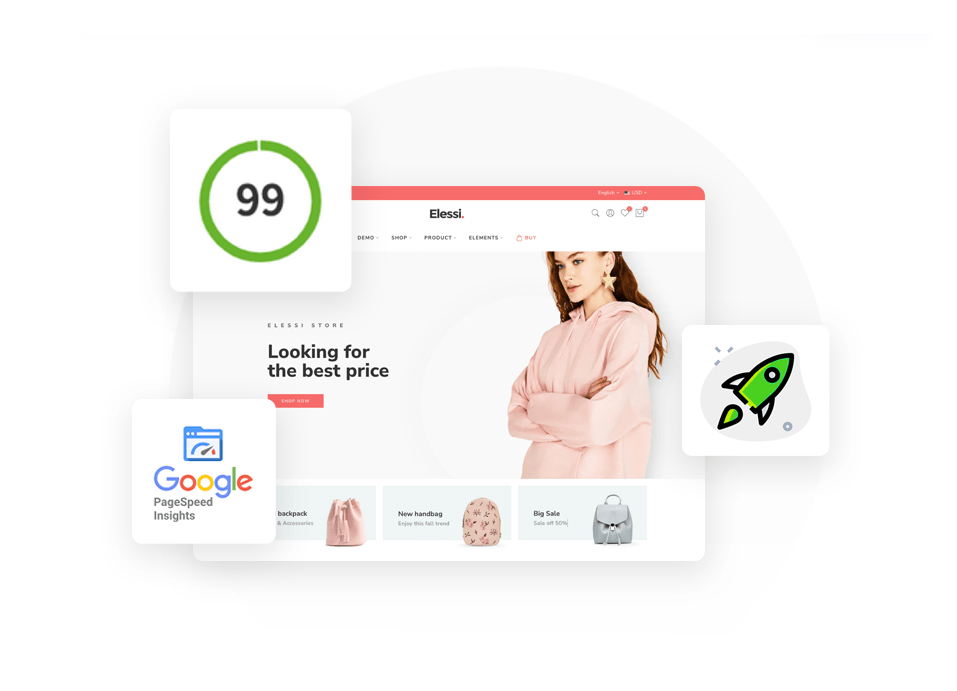 99
English
USD
Elessi.
DEMO
SHOP
PRODUCT
ELEMENTS
BUY
ELESSI STORE
Looking for
the best price
SHOP NOW
Google
PageSpeed
Insights
backpack
& Accessories
New handbag
Enjoy this fall trend
Big Sale
Sale off 50%